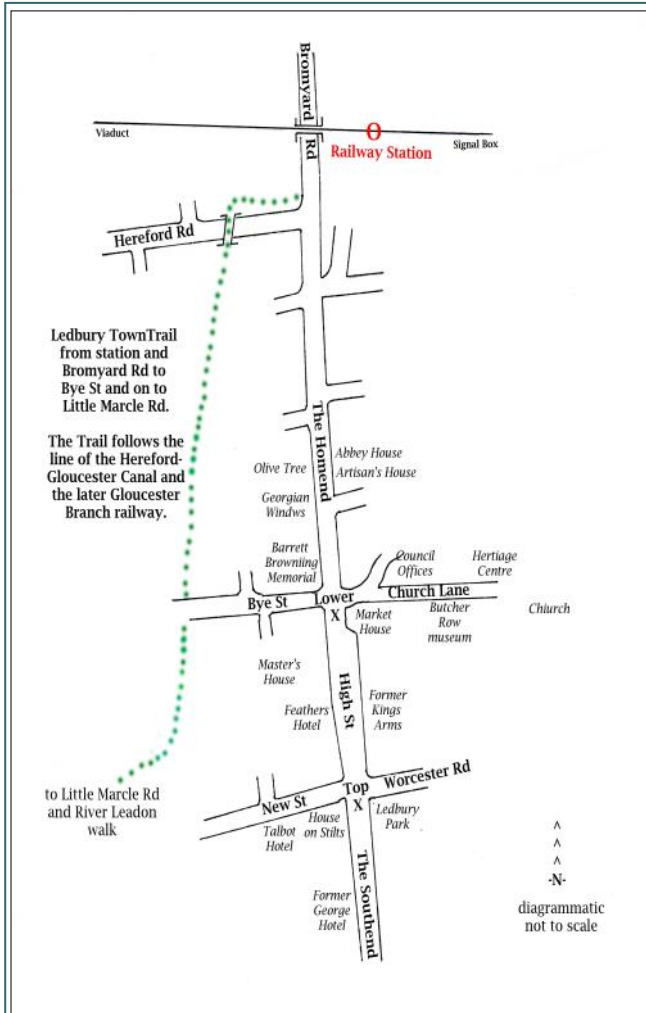 Bromyard
Rd
Viaduct
Railway Station
Signal Box
Hereford Rd
Ledbury TownTrail
from station and
Bromyard Rd to
Bye St and on to
Little Marcle Rd.
The Trail follows the
line of the Hereford-
Gloucester Canal and
the later Gloucester
Branch railway.
The Homend
Abbey House
Olive Tree
Artisan's House
Georgian
Windws
Barrett
Browniing
Memorial
Council
Offices
Hertiage
Centre
Bye St
Lower
X
Church Lane
Market
House
Butcher
Row
museum
Chiurch
Master's
House
High St
Feathers
Hotel
Former
Kings
Arms
to Little Marcle Rd
and River Leadon
walk
New St
Top
X
Worcester Rd
Talbot
Hotel
House
on Stilts
Ledbury
Park
The Southend
Former
George
Hotel
^
^
^
^
-N-
diagrammatic
not to scale